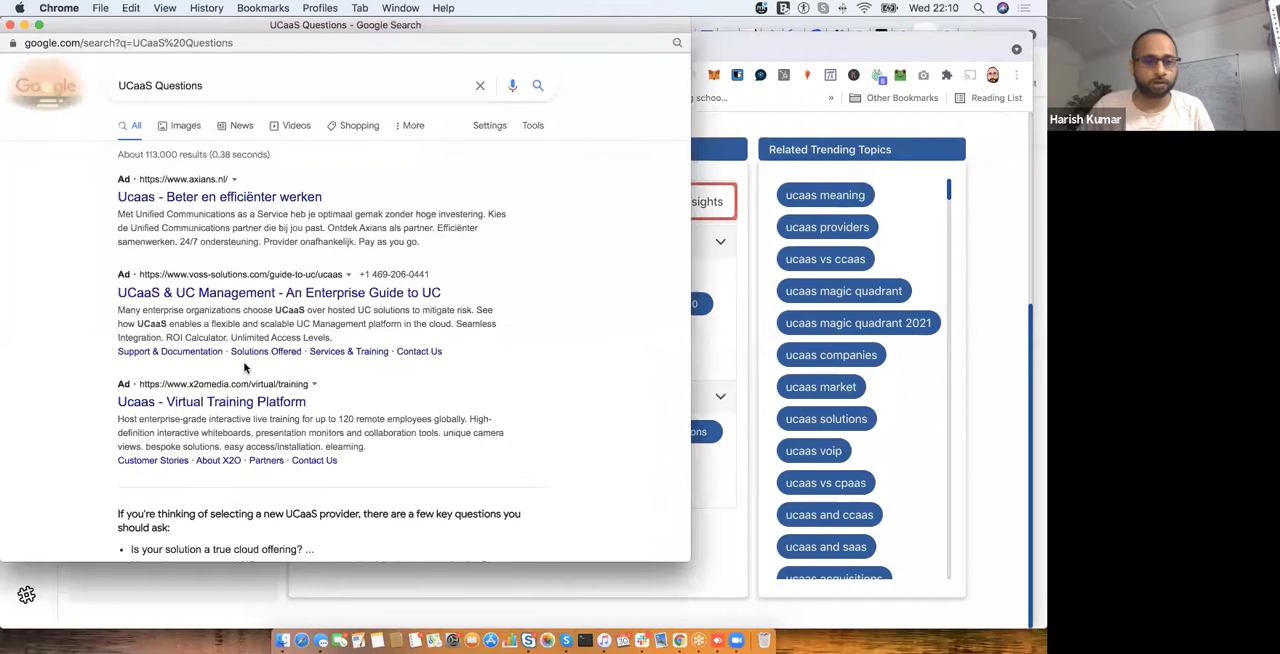 Chrome File Edit View History Bookmarks Profiles Tab Window Help Wed 22:10
UCaaS Questions - Google Search
google.com/search?q=UCaaS%20Questions
Google
UCaaS Questions
All Images News Videos Shopping More Settings Tools
About 113.000 results (0,38 seconds)
Ad · https://www.axians.nl/
Ucaas - Beter en efficiënter werken
Met Unified Communications as a Service heb je optimaal gemak zonder hoge investering. Kies
de Unified Communications partner die bij jou past. Ontdek Axians als partner. Efficiënter
samenwerken. 24/7 ondersteuning. Provider onafhankelijk. Pay as you go.
Ad · https://www.voss-solutions.com/guide-to-uc/ucaas +1 469-206-0441
UCaaS & UC Management - An Enterprise Guide to UC
Many enterprise organizations choose UCaaS over hosted UC solutions to mitigate risk. See
how UCaaS enables a flexible and scalable UC Management platform in the cloud. Seamless
Integration. ROI Calculator. Unlimited Access Levels.
Support & Documentation · Solutions Offered · Services & Training · Contact Us
Ad · https://www.x2omedia.com/virtual/training
Ucaas - Virtual Training Platform
Host enterprise-grade interactive live training for up to 120 remote employees globally. High-
definition interactive whiteboards, presentation monitors and collaboration tools. unique camera
views. bespoke solutions. easy access/installation. elearning.
Customer Stories · About X2O · Partners · Contact Us
If you're thinking of selecting a new UCaaS provider, there are a few key questions you
should ask:
• Is your solution a true cloud offering? ...
g schoo... » Other Bookmarks Reading List
sights
0
ons
Related Trending Topics
ucaas meaning
ucaas providers
ucaas vs ccaas
ucaas magic quadrant
ucaas magic quadrant 2021
ucaas companies
ucaas market
ucaas solutions
ucaas voip
ucaas vs cpaas
ucaas and ccaas
ucaas and saas
ucaas acquisitions
Harish Kumar